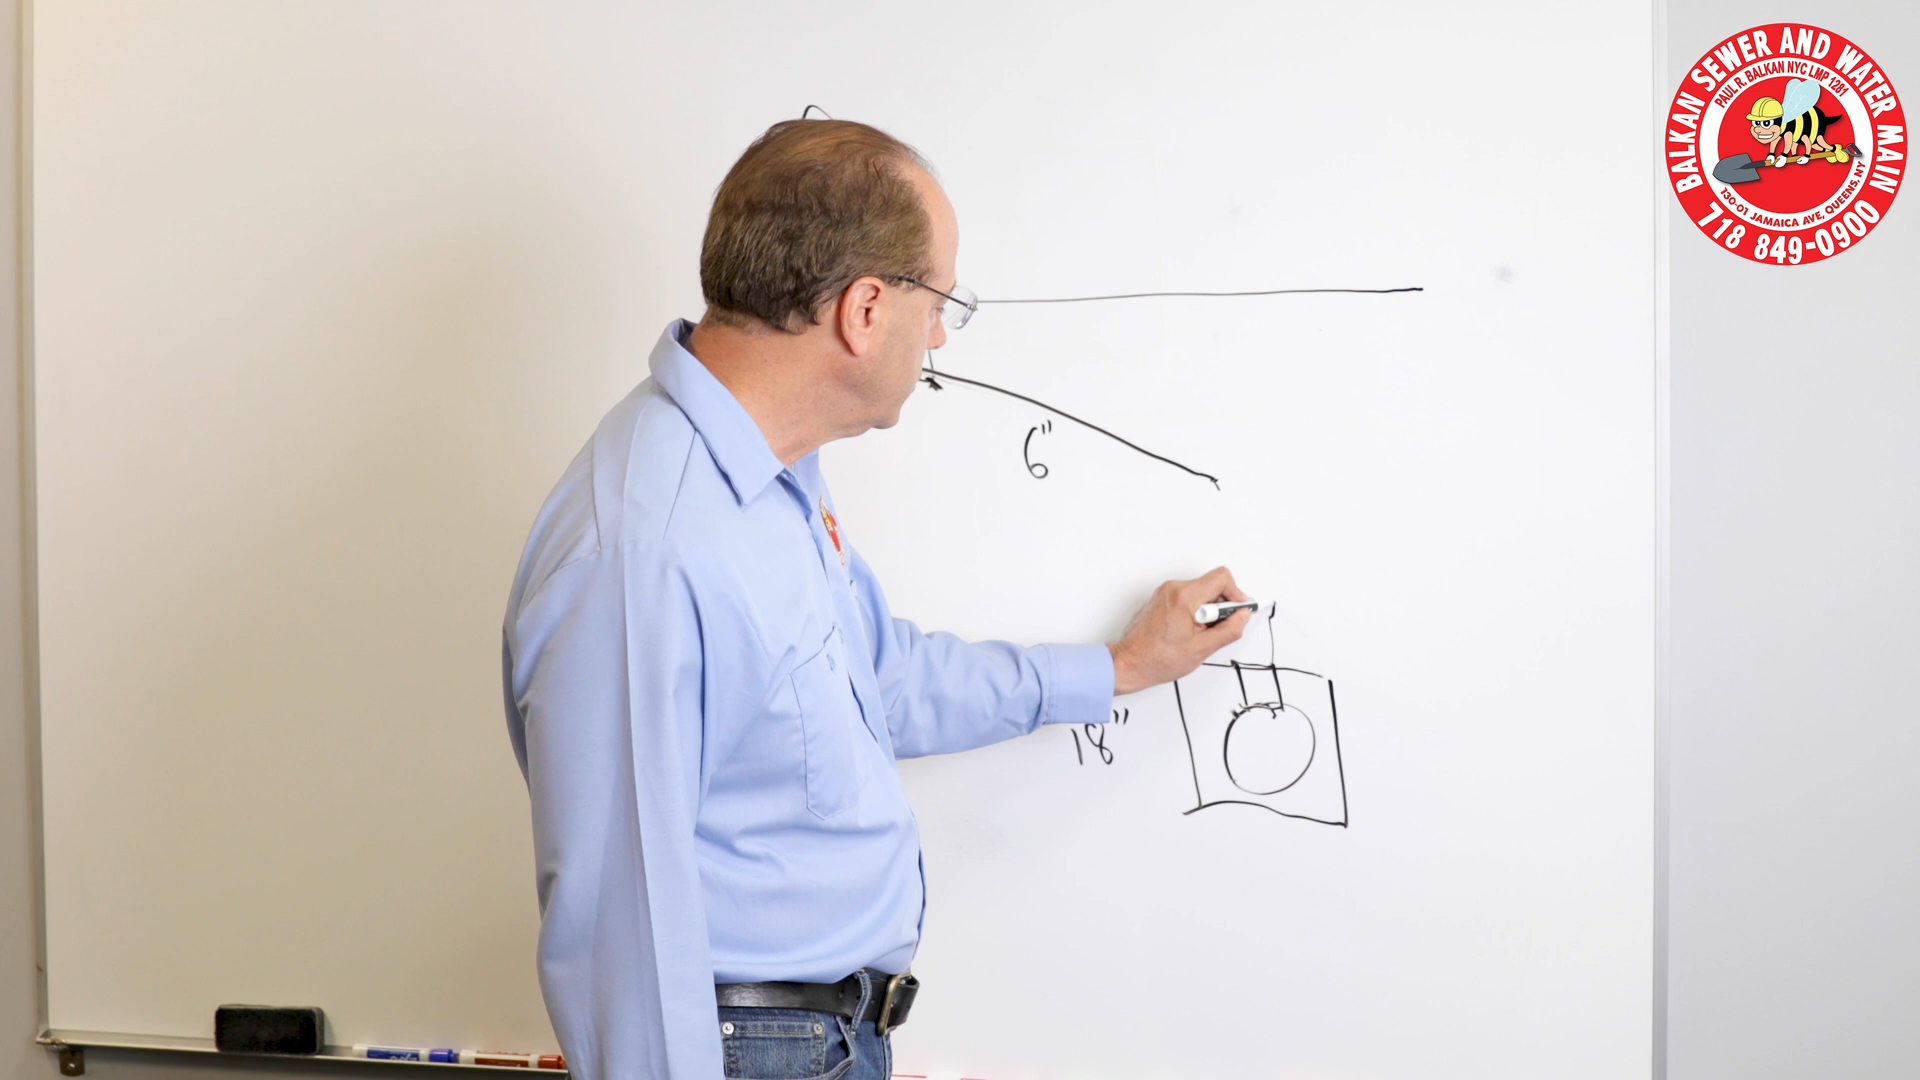 BALKAN SEWER AND WATER MAIN
PAUL R. BALKAN NYC LMP 1281
130-01 JAMAICA AVE, QUEENS, NY
718 849-0900
6"
18"